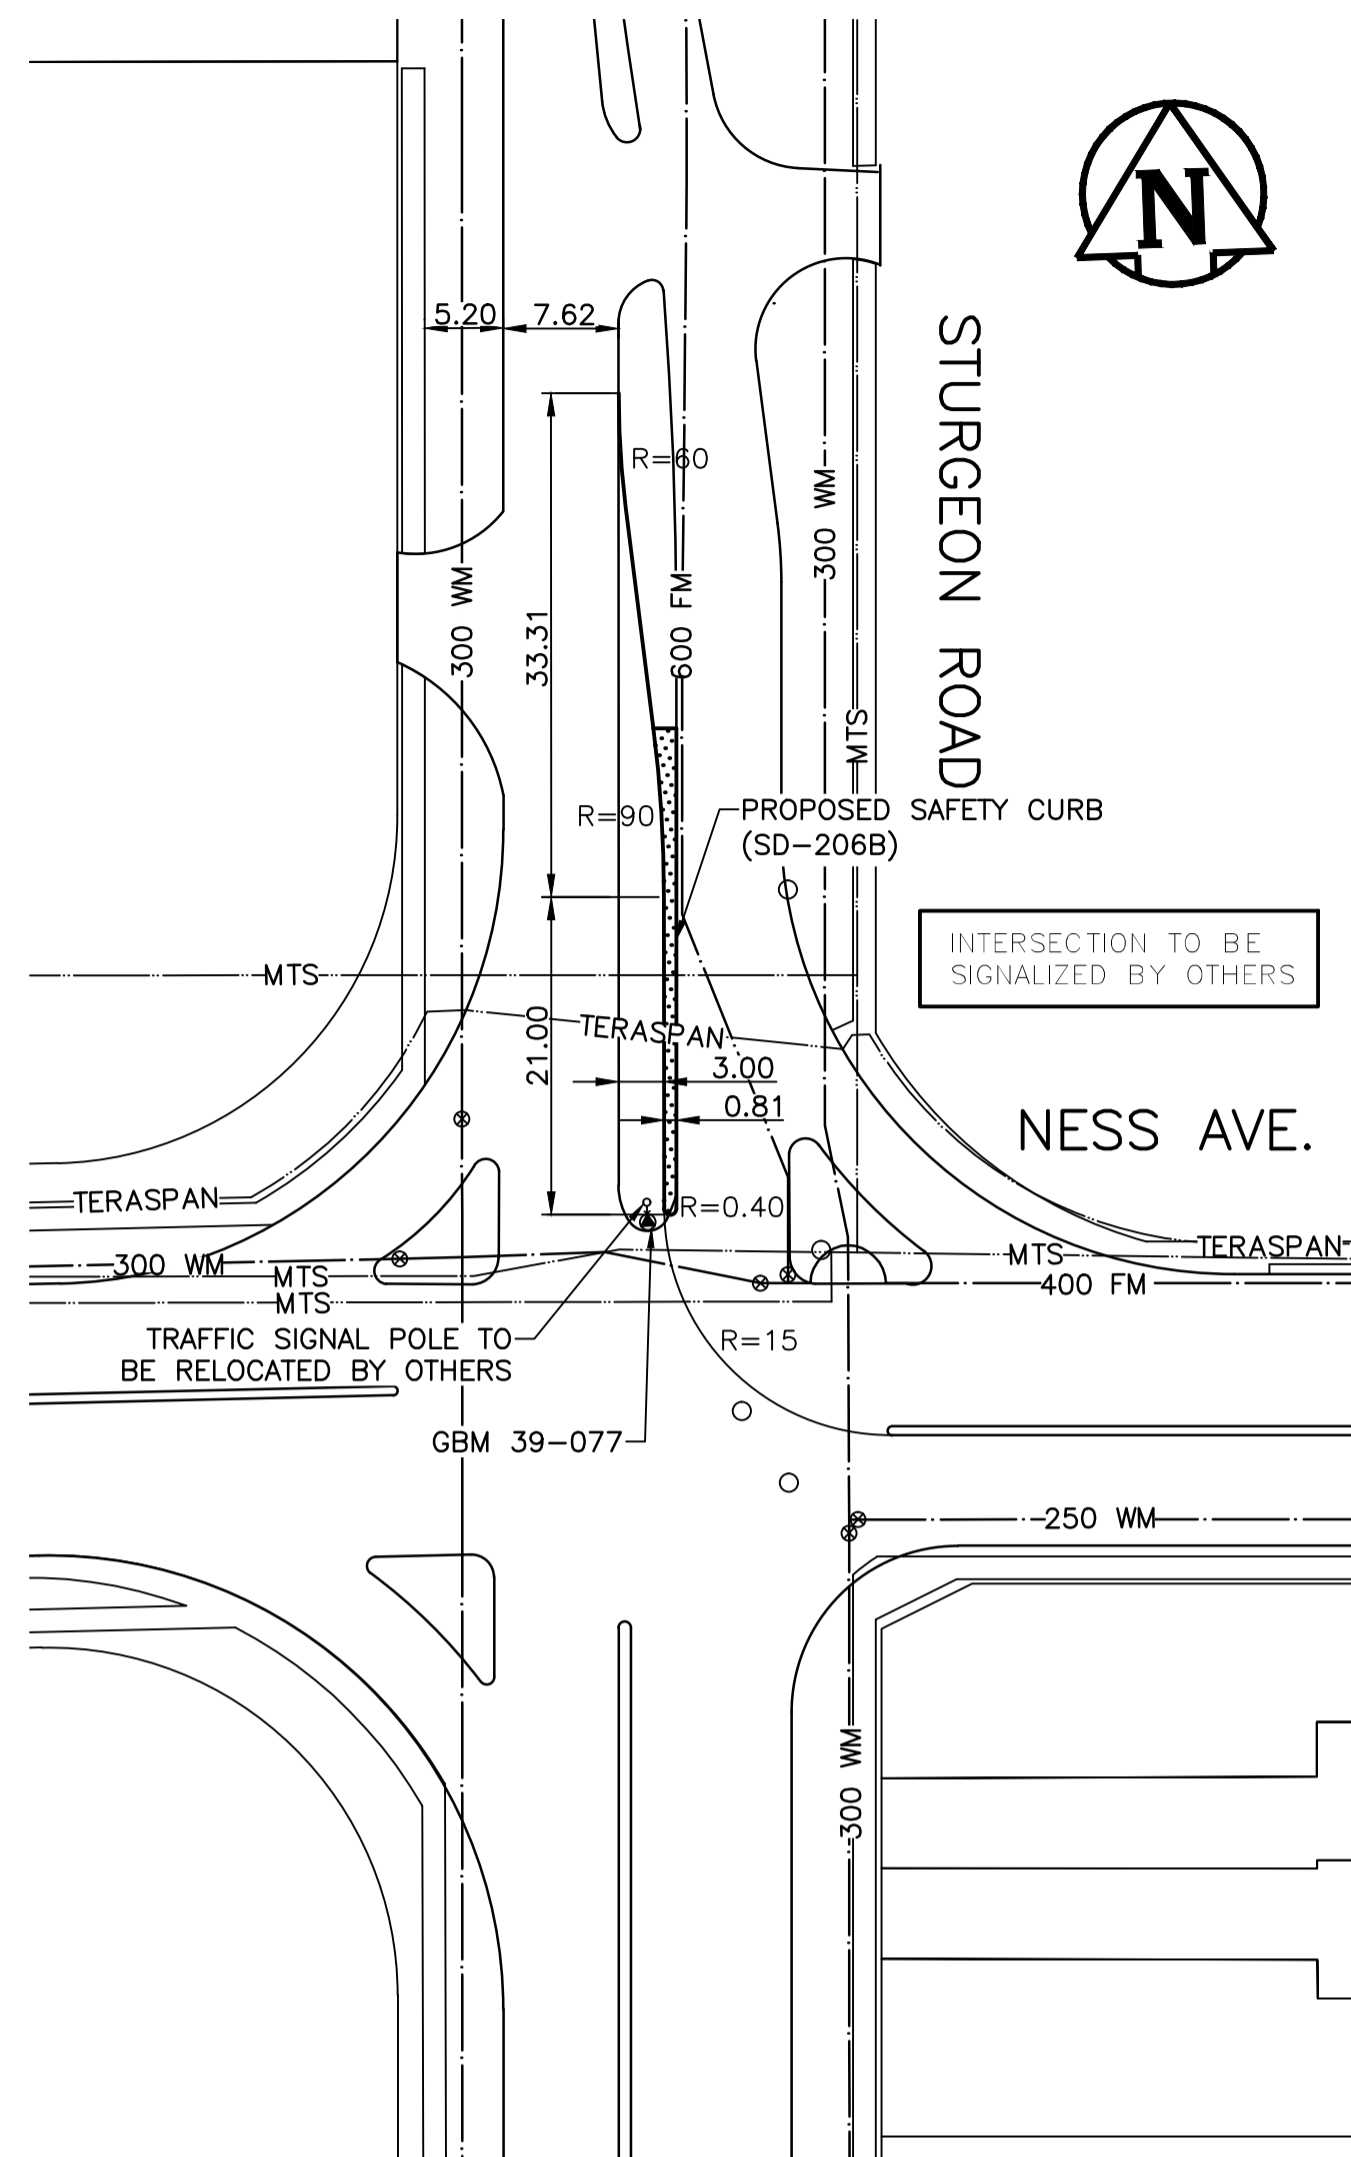 N
5.20
7.62
STURGEON ROAD
R=60
300 WM
300 WM
600 FM
33.31
MTS
R=90
PROPOSED SAFETY CURB
(SD-206B)
INTERSECTION TO BE
SIGNALIZED BY OTHERS
MTS
TERASPAN
21.00
3.00
0.81
NESS AVE.
TERASPAN
R=0.40
300 WM
MTS
TERASPAN
MTS
400 FM
MTS
TRAFFIC SIGNAL POLE TO
BE RELOCATED BY OTHERS
R=15
GBM 39-077
250 WM
300 WM